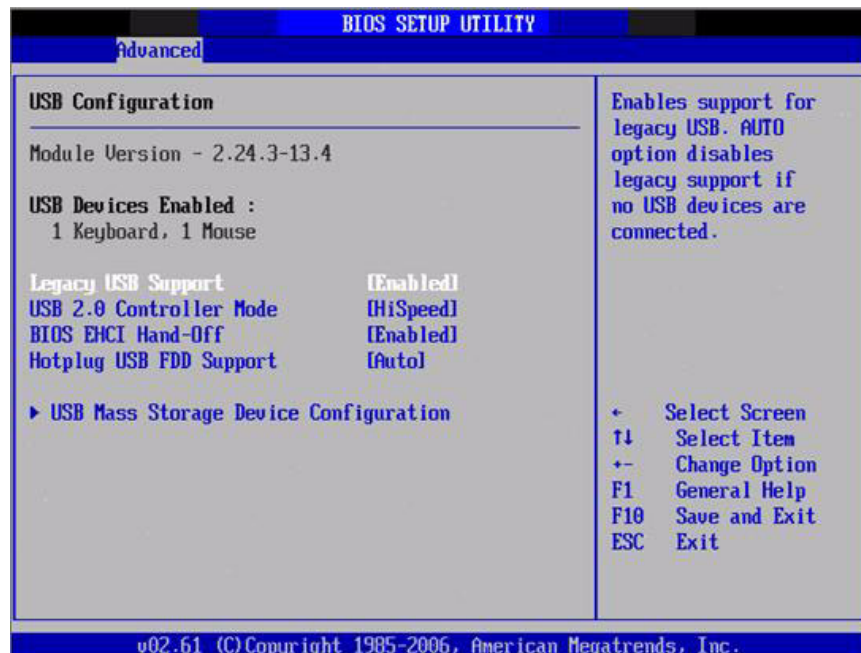 BIOS SETUP UTILITY
Advanced
USB Configuration
Module Version - 2.24.3-13.4
USB Devices Enabled :
1 Keyboard, 1 Mouse
Legacy USB Support [Enabled]
USB 2.0 Controller Mode [HiSpeed]
BIOS EHCI Hand-Off [Enabled]
Hotplug USB FDD Support [Auto]
▶ USB Mass Storage Device Configuration
Enables support for
legacy USB. AUTO
option disables
legacy support if
no USB devices are
connected.
← Select Screen
↑↓ Select Item
+- Change Option
F1 General Help
F10 Save and Exit
ESC Exit
v02.61 (C)Copyright 1985-2006, American Megatrends, Inc.